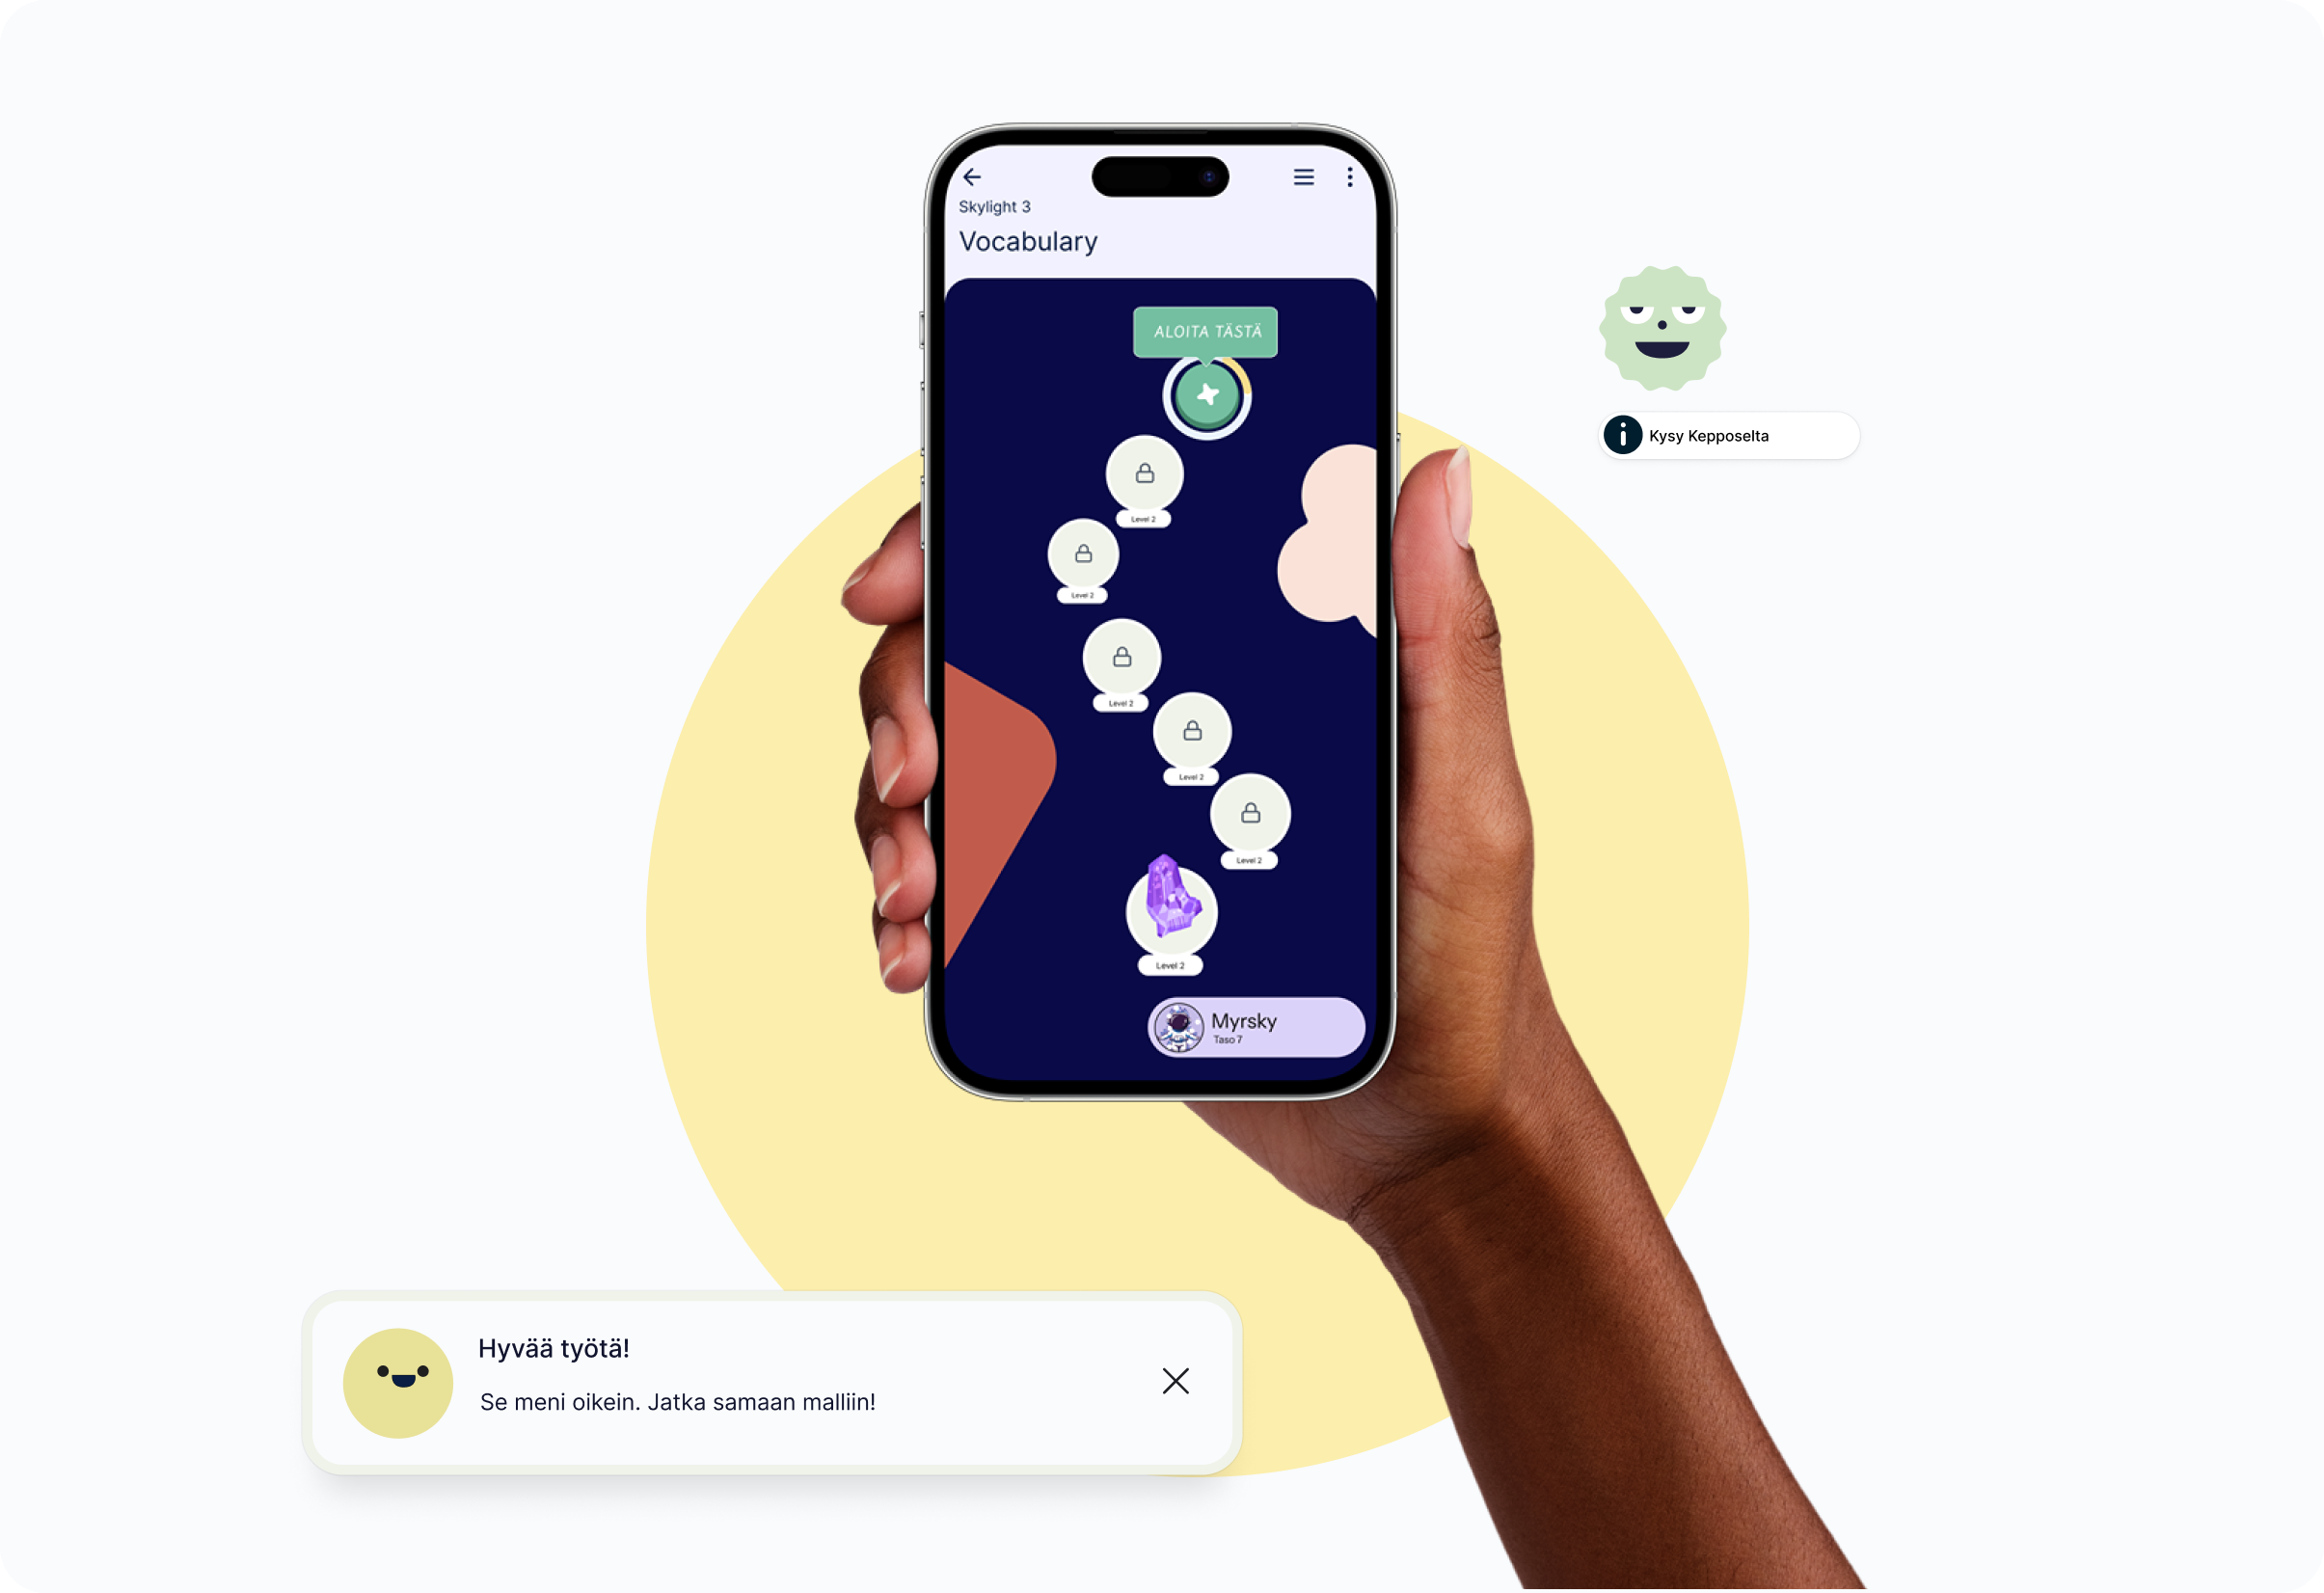 Skylight 3
Vocabulary
ALOITA TÄSTÄ
Level 2
Level 2
Level 2
Level 2
Level 2
Level 2
Myrsky
Taso 7
Kysy Kepposelta
Hyvää työtä!
Se meni oikein. Jatka samaan malliin!